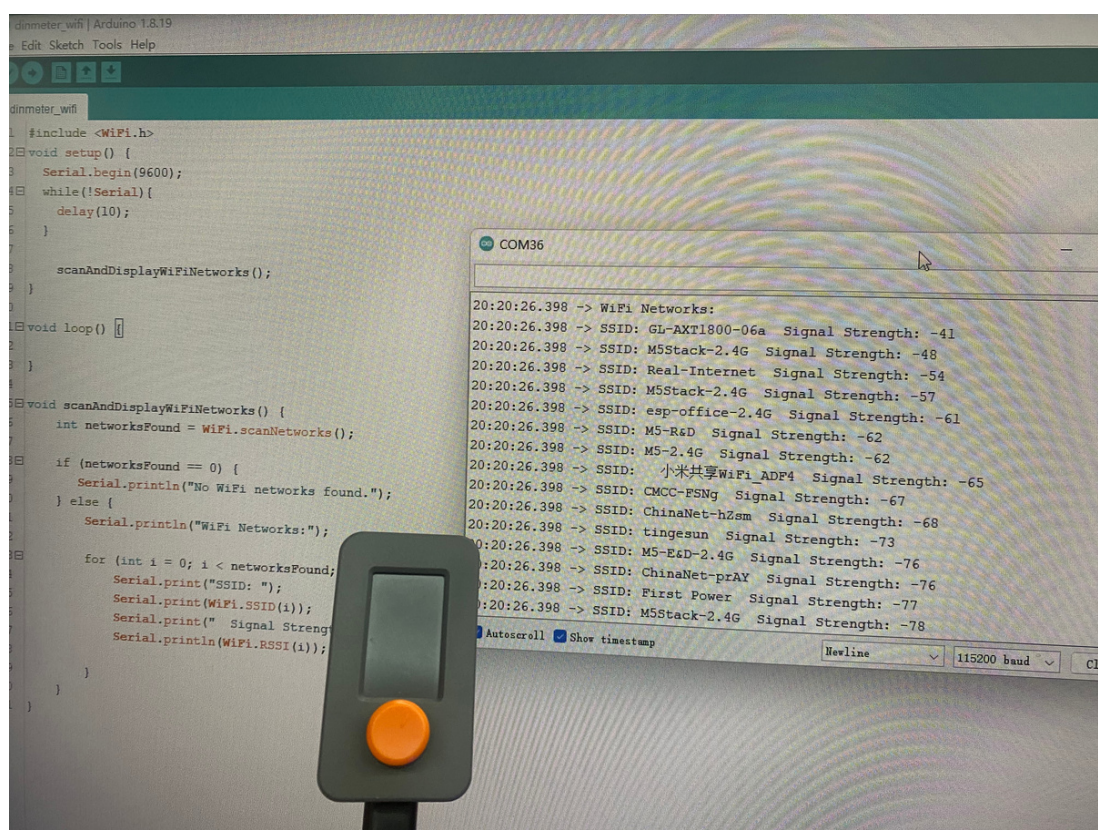 dinmeter_wifi | Arduino 1.8.19
Edit Sketch Tools Help
dinmeter_wifi
#include <WiFi.h>
void setup() {
Serial.begin(9600);
while(!Serial){
delay(10);
}
scanAndDisplayWiFiNetworks();
}
void loop() {
}
void scanAndDisplayWiFiNetworks() {
int networksFound = WiFi.scanNetworks();
if (networksFound == 0) {
Serial.println("No WiFi networks found.");
} else {
Serial.println("WiFi Networks:");
for (int i = 0; i < networksFound;
Serial.print("SSID: ");
Serial.print(WiFi.SSID(i));
Serial.print("  Signal Strengt
Serial.println(WiFi.RSSI(i));
}
}
}
COM36
20:20:26.398 -> WiFi Networks:
20:20:26.398 -> SSID: GL-AXT1800-06a  Signal Strength: -41
20:20:26.398 -> SSID: M5Stack-2.4G  Signal Strength: -48
20:20:26.398 -> SSID: Real-Internet  Signal Strength: -54
20:20:26.398 -> SSID: M5Stack-2.4G  Signal Strength: -57
20:20:26.398 -> SSID: esp-office-2.4G  Signal Strength: -61
20:20:26.398 -> SSID: M5-R&D  Signal Strength: -62
20:20:26.398 -> SSID: M5-2.4G  Signal Strength: -62
20:20:26.398 -> SSID: 小米共享WiFi_ADF4  Signal Strength: -65
20:20:26.398 -> SSID: CMCC-FSNg  Signal Strength: -67
20:20:26.398 -> SSID: ChinaNet-hZsm  Signal Strength: -68
20:20:26.398 -> SSID: tingesun  Signal Strength: -73
20:20:26.398 -> SSID: M5-E&D-2.4G  Signal Strength: -76
:20:26.398 -> SSID: ChinaNet-prAY  Signal Strength: -76
:20:26.398 -> SSID: First Power  Signal Strength: -77
:20:26.398 -> SSID: M5Stack-2.4G  Signal Strength: -78
Autoscroll Show timestamp
Newline
115200 baud
Cl